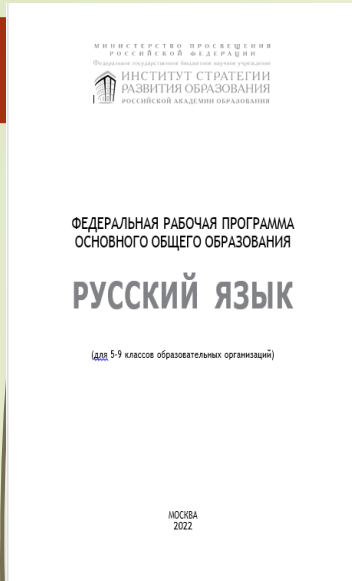 МИНИСТЕРСТВО ПРОСВЕЩЕНИЯ
РОССИЙСКОЙ ФЕДЕРАЦИИ
Федеральное государственное бюджетное научное учреждение
ИНСТИТУТ СТРАТЕГИИ
РАЗВИТИЯ ОБРАЗОВАНИЯ
РОССИЙСКОЙ АКАДЕМИИ ОБРАЗОВАНИЯ
ФЕДЕРАЛЬНАЯ РАБОЧАЯ ПРОГРАММА
ОСНОВНОГО ОБЩЕГО ОБРАЗОВАНИЯ
РУССКИЙ ЯЗЫК
(для 5-9 классов образовательных организаций)
МОСКВА
2022